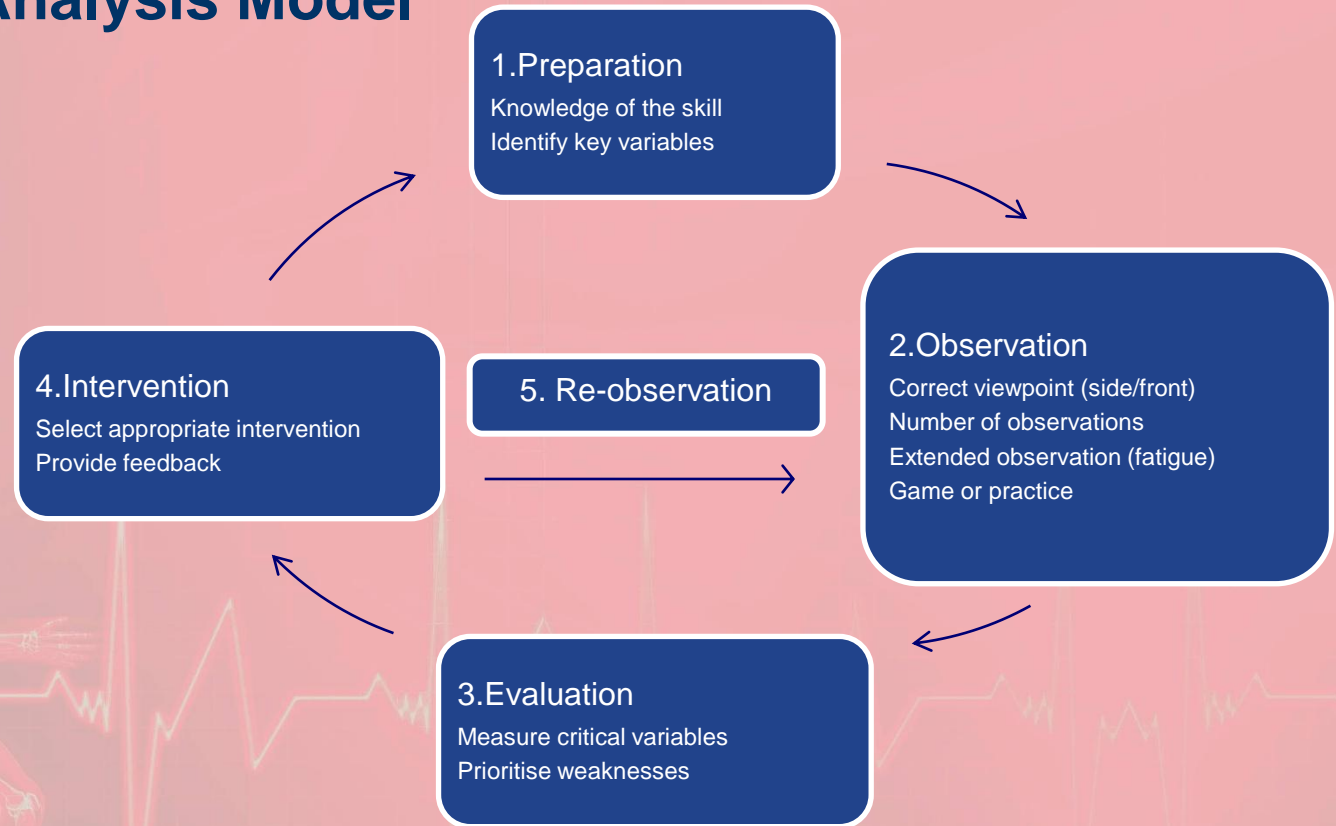 Analysis Model
1.Preparation
Knowledge of the skill
Identify key variables
2.Observation
Correct viewpoint (side/front)
Number of observations
Extended observation (fatigue)
Game or practice
3.Evaluation
Measure critical variables
Prioritise weaknesses
4.Intervention
Select appropriate intervention
Provide feedback
5. Re-observation